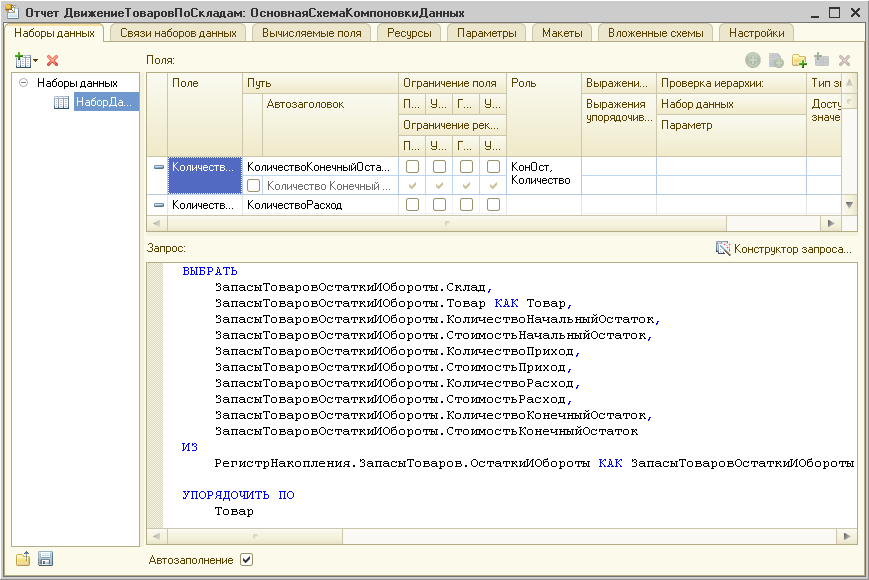 Отчет ДвижениеТоваровПоСкладам: ОсновнаяСхемаКомпоновкиДанных
Наборы данных Связи наборов данных Вычисляемые поля Ресурсы Параметры Макеты Вложенные схемы Настройки
Поля:
Наборы данных
НаборДа...
Поле Путь Ограничение поля Роль Выражени... Проверка иерархии: Тип зн
Автозаголовок П... У... Г... У... Выражения упорядочив... Набор данных Досту
значе
Ограничение рек... Параметр
П... У... Г... У...
Количеств... КоличествоКонечныйОста... КонОст,
Количество
Количество Конечный ...
Количеств... КоличествоРасход
Запрос: Конструктор запроса...
ВЫБРАТЬ
ЗапасыТоваровОстаткиИОбороты.Склад,
ЗапасыТоваровОстаткиИОбороты.Товар КАК Товар,
ЗапасыТоваровОстаткиИОбороты.КоличествоНачальныйОстаток,
ЗапасыТоваровОстаткиИОбороты.СтоимостьНачальныйОстаток,
ЗапасыТоваровОстаткиИОбороты.КоличествоПриход,
ЗапасыТоваровОстаткиИОбороты.СтоимостьПриход,
ЗапасыТоваровОстаткиИОбороты.КоличествоРасход,
ЗапасыТоваровОстаткиИОбороты.СтоимостьРасход,
ЗапасыТоваровОстаткиИОбороты.КоличествоКонечныйОстаток,
ЗапасыТоваровОстаткиИОбороты.СтоимостьКонечныйОстаток
ИЗ
РегистрНакопления.ЗапасыТоваров.ОстаткиИОбороты КАК ЗапасыТоваровОстаткиИОбороты
УПОРЯДОЧИТЬ ПО
Товар
Автозаполнение